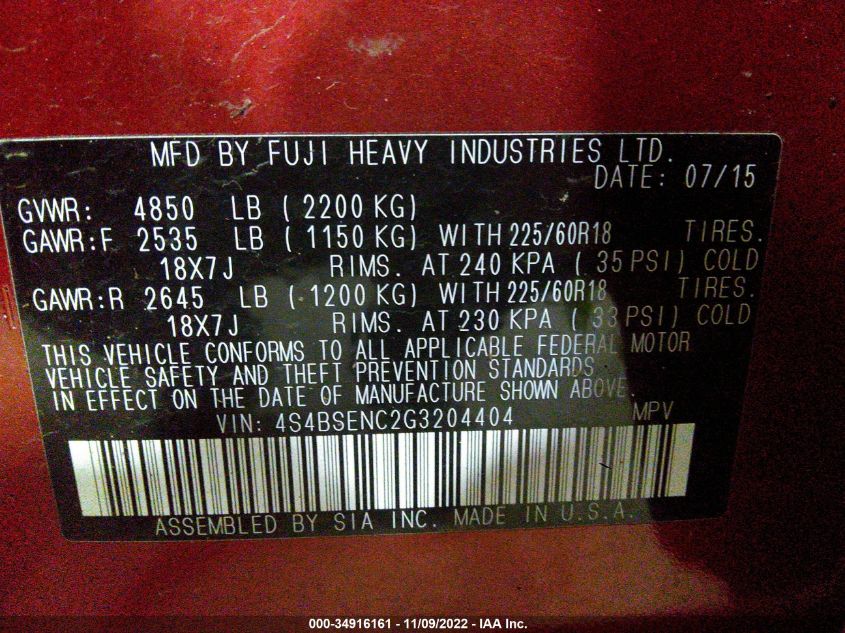 MFD BY FUJI HEAVY INDUSTRIES LTD.
DATE: 07/15
GVWR: 4850 LB ( 2200 KG)
GAWR:F 2535 LB ( 1150 KG) WITH 225/60R18 TIRES.
18X7J RIMS. AT 240 KPA ( 35 PSI) COLD
GAWR:R 2645 LB ( 1200 KG) WITH 225/60R18 TIRES.
18X7J RIMS. AT 230 KPA ( 33 PSI) COLD
THIS VEHICLE CONFORMS TO ALL APPLICABLE FEDERAL MOTOR
VEHICLE SAFETY AND THEFT PREVENTION STANDARDS
IN EFFECT ON THE DATE OF MANUFACTURE SHOWN ABOVE.
VIN: 4S4BSENC2G3204404 MPV
ASSEMBLED BY SIA INC. MADE IN U.S.A.
000-34916161 - 11/09/2022 - IAA Inc.